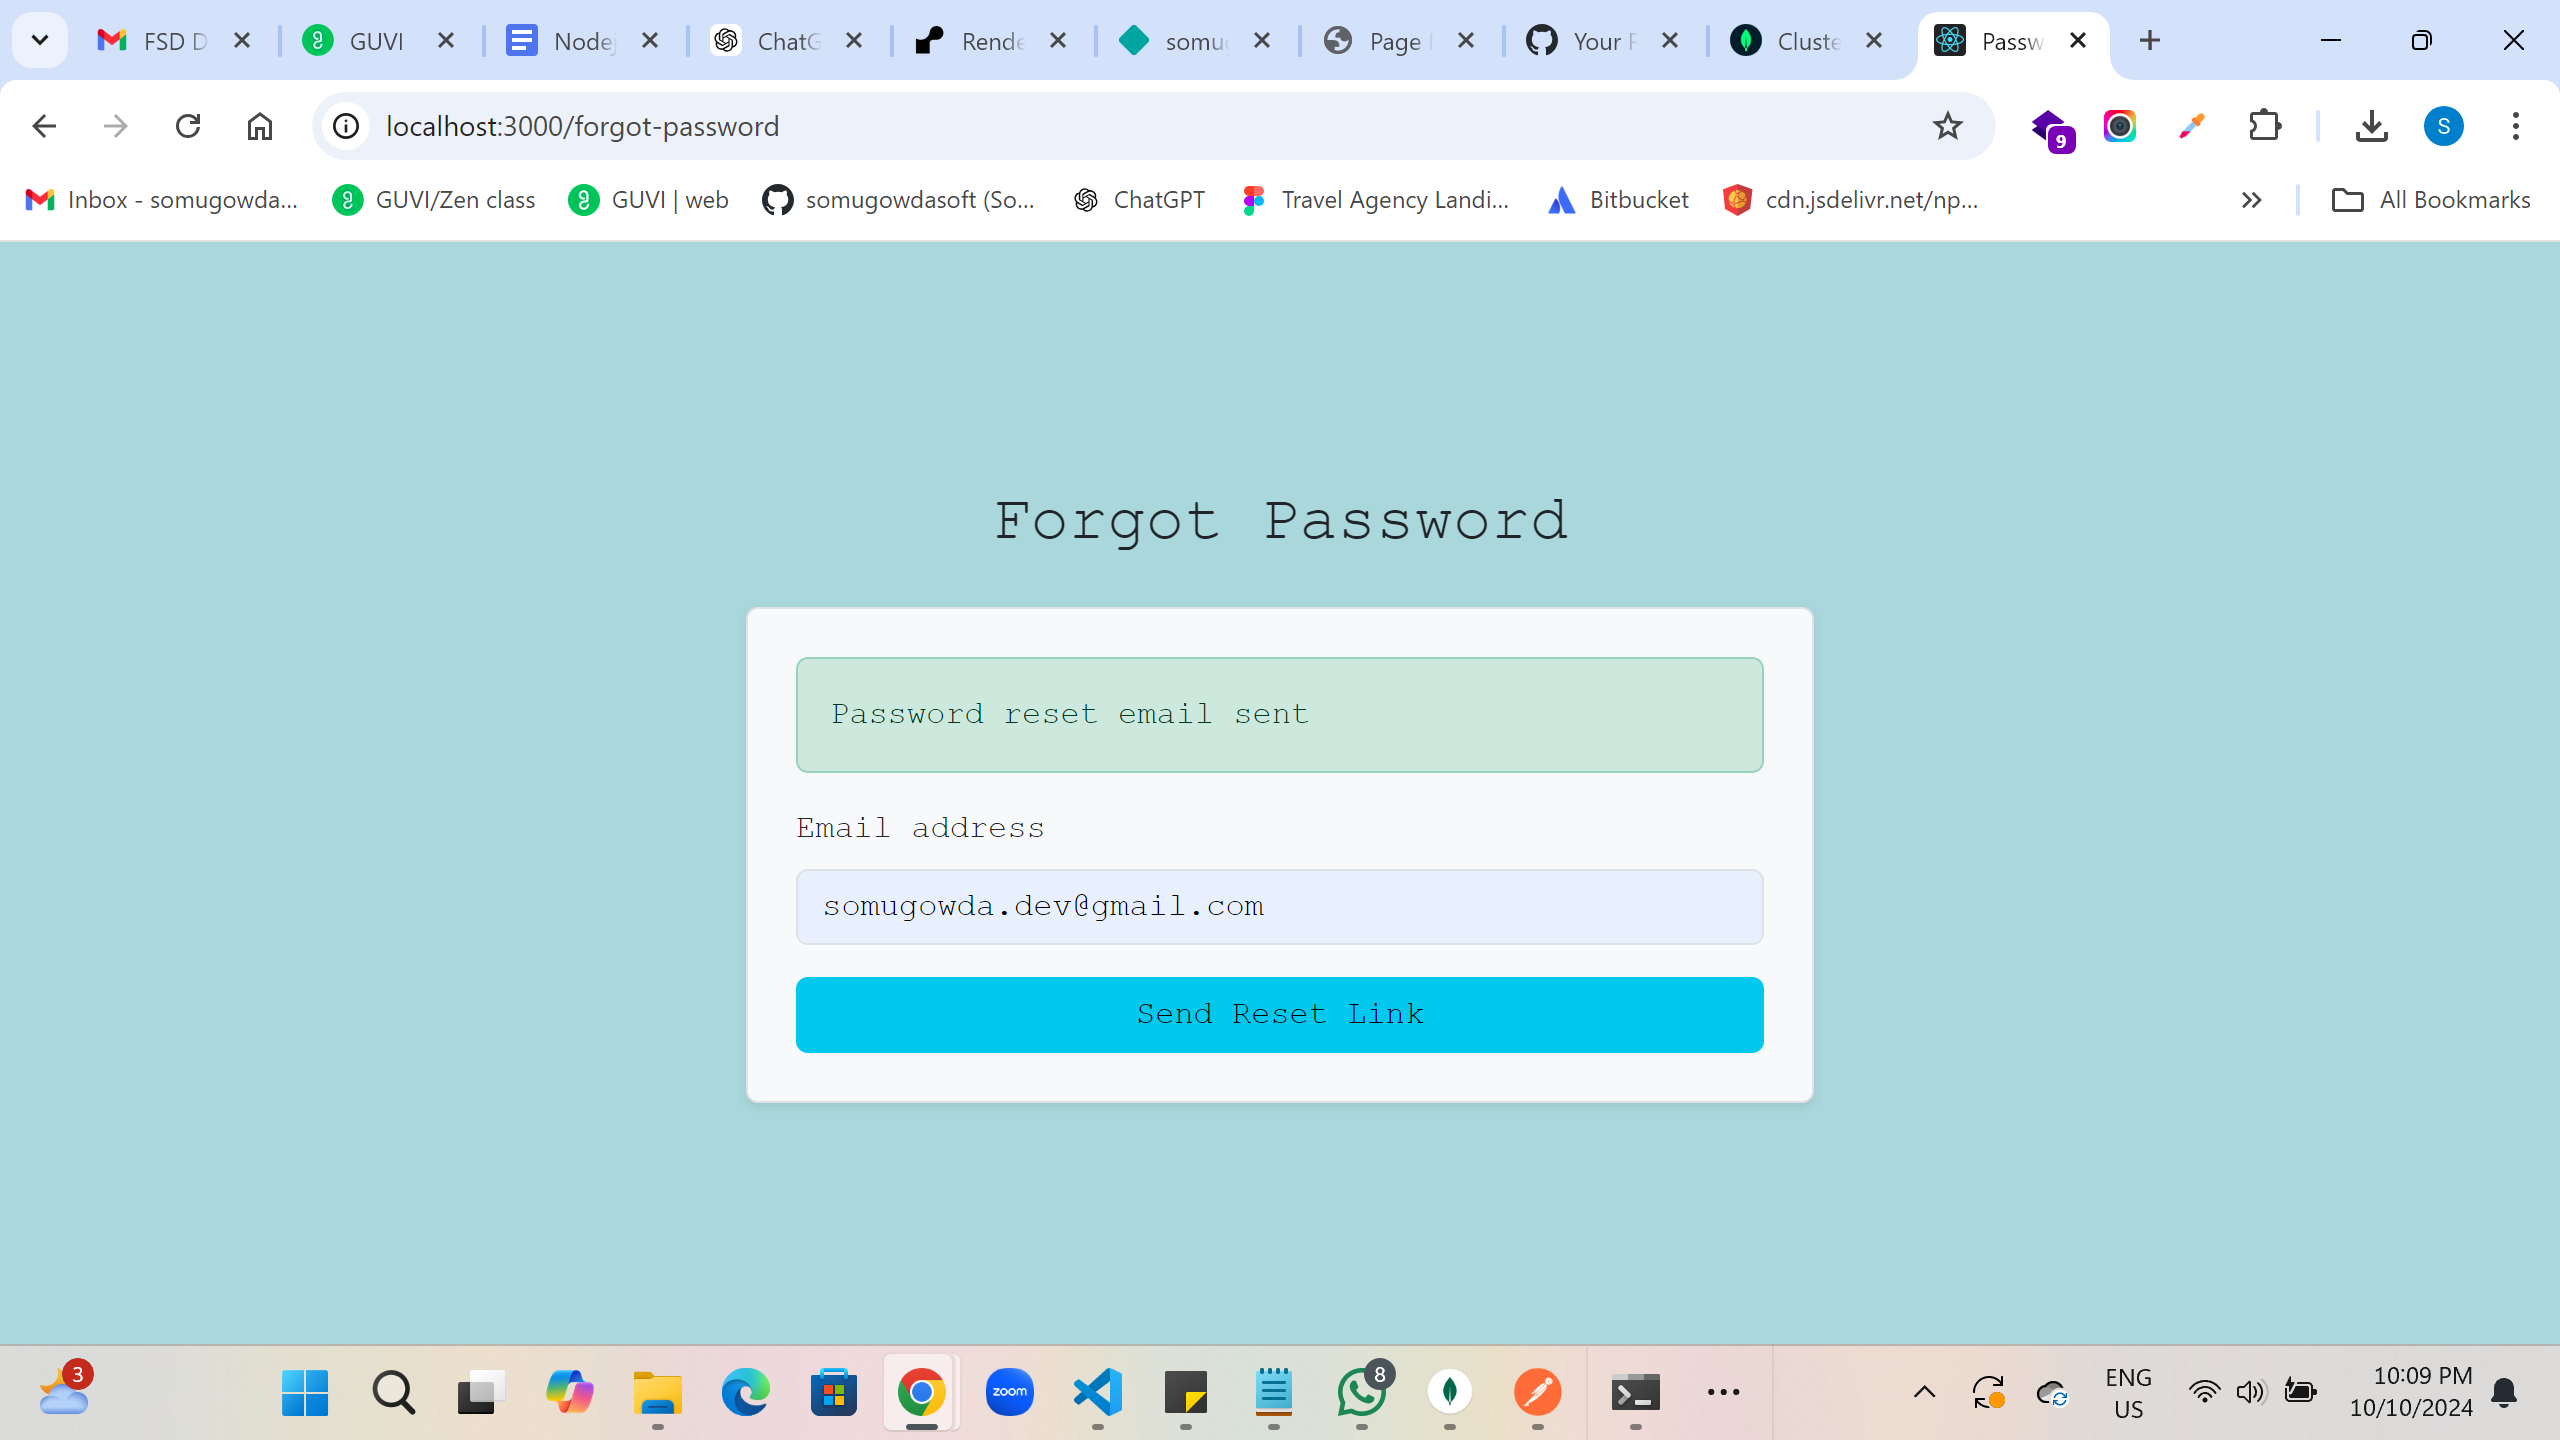 FSD D
GUVI
Nodej
ChatG
Rende
somu
Page
Your R
Cluste
Passw
localhost:3000/forgot-password
9
S
Inbox - somugowda...
GUVI/Zen class
GUVI | web
somugowdasoft (So...
ChatGPT
Travel Agency Landi...
Bitbucket
cdn.jsdelivr.net/np...
All Bookmarks
Forgot Password
Password reset email sent
Email address
somugowda.dev@gmail.com
Send Reset Link
3
zoom
8
ENG
US
10:09 PM
10/10/2024